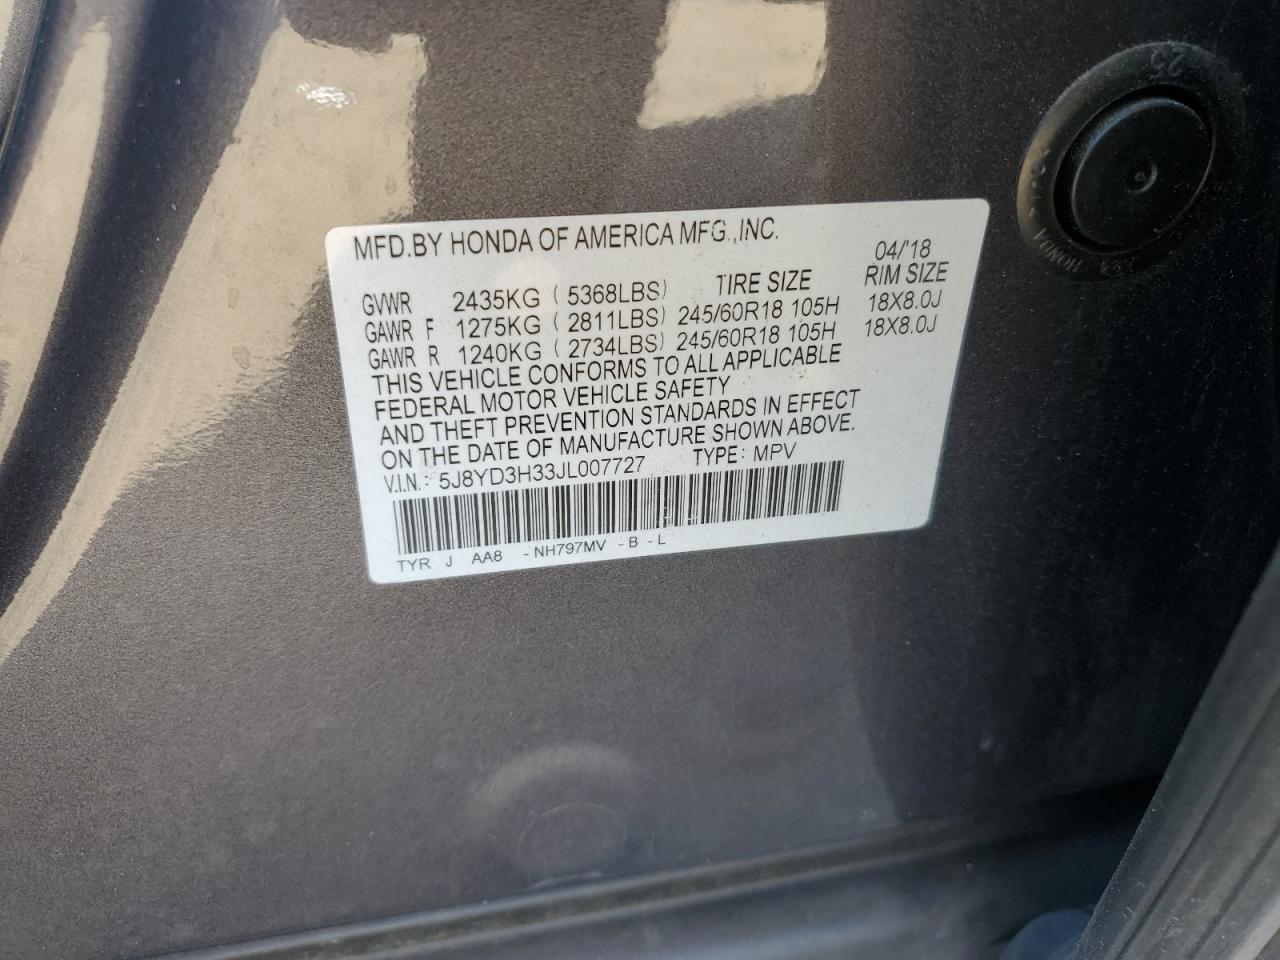 MFD.BY HONDA OF AMERICA MFG.,INC.
04/'18
TIRE SIZE RIM SIZE
GVWR 2435KG (5368LBS)
GAWR F 1275KG (2811LBS) 245/60R18 105H 18X8.0J
GAWR R 1240KG (2734LBS) 245/60R18 105H 18X8.0J
THIS VEHICLE CONFORMS TO ALL APPLICABLE
FEDERAL MOTOR VEHICLE SAFETY
AND THEFT PREVENTION STANDARDS IN EFFECT
ON THE DATE OF MANUFACTURE SHOWN ABOVE.
V.I.N.: 5J8YD3H33JL007727 TYPE: MPV
TYR J AA8 - NH797MV - B - L
25
HONDA